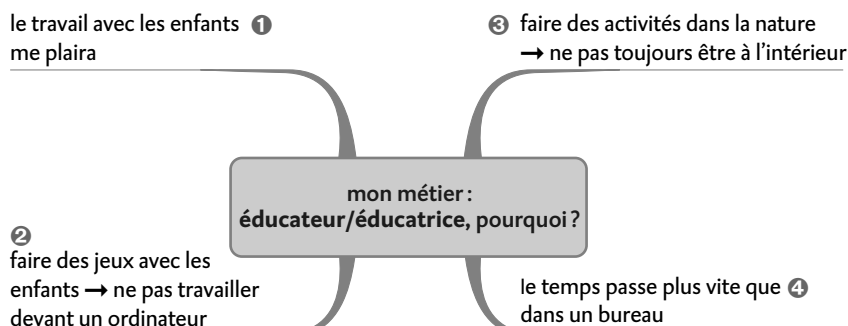 le travail avec les enfants ❶
me plaira
❸ faire des activités dans la nature
→ ne pas toujours être à l'intérieur
mon métier :
éducateur/éducatrice, pourquoi ?
❷
faire des jeux avec les
enfants → ne pas travailler
devant un ordinateur
le temps passe plus vite que ❹
dans un bureau